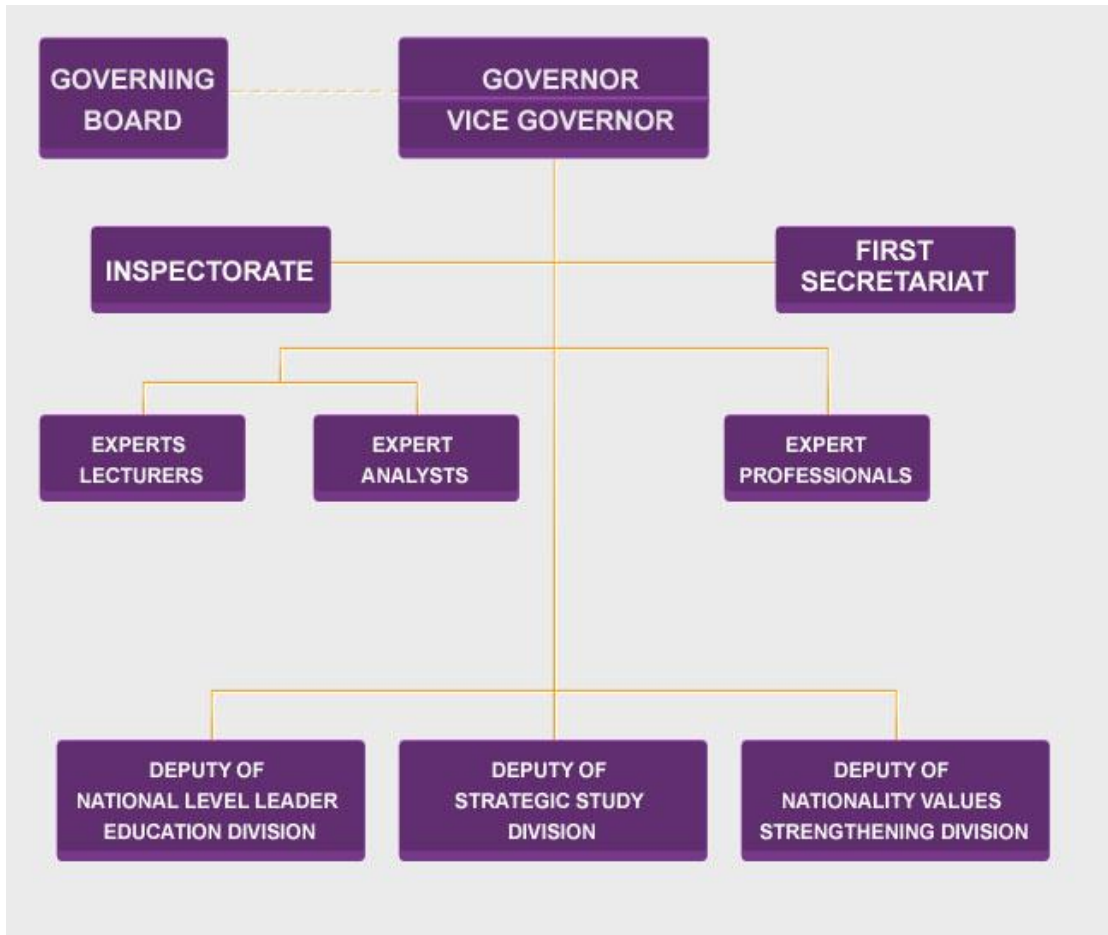 GOVERNING
BOARD
GOVERNOR
VICE GOVERNOR
INSPECTORATE
FIRST
SECRETARIAT
EXPERTS
LECTURERS
EXPERT
ANALYSTS
EXPERT
PROFESSIONALS
DEPUTY OF
NATIONAL LEVEL LEADER
EDUCATION DIVISION
DEPUTY OF
STRATEGIC STUDY
DIVISION
DEPUTY OF
NATIONALITY VALUES
STRENGTHENING DIVISION